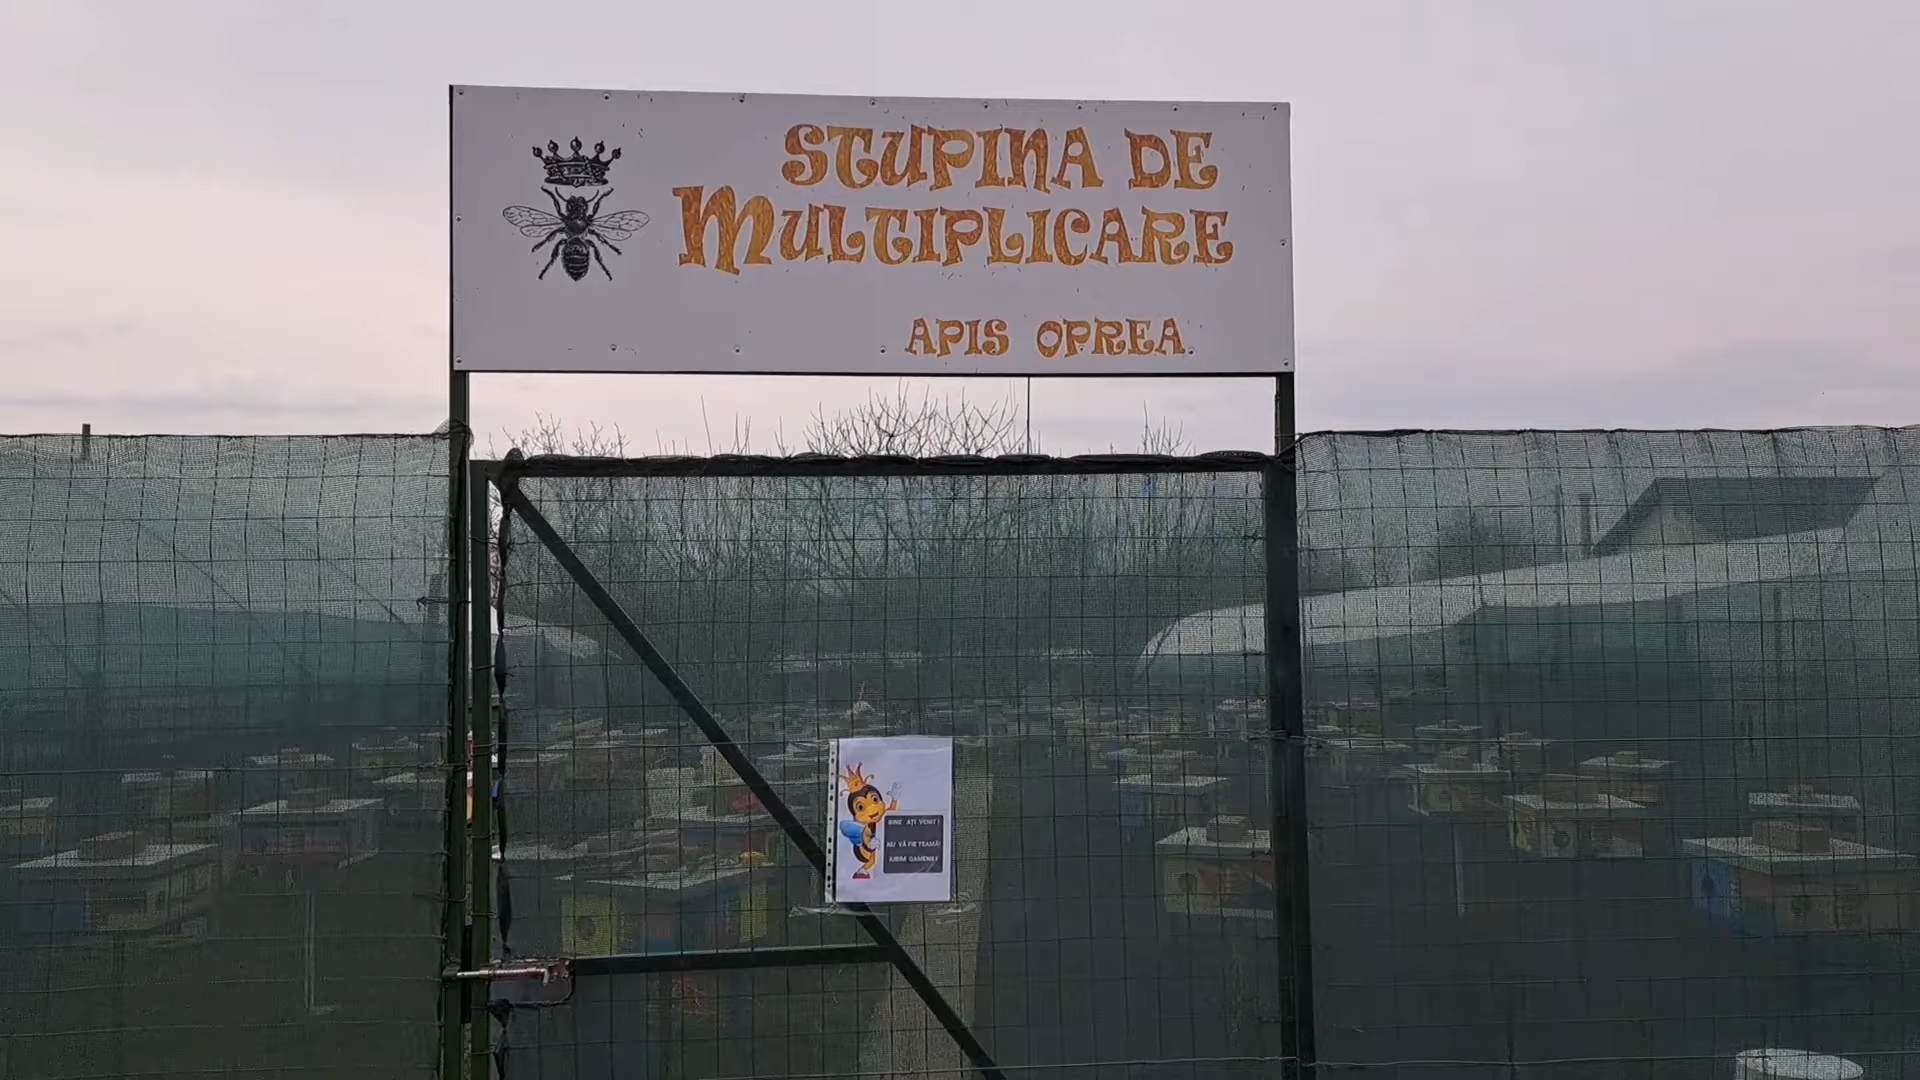 STUPINA DE
MULTIPLICARE
APIS OPREA
BINE AȚI VENIT!
NU VĂ FIE TEAMĂ!
IUBIM OAMENII!